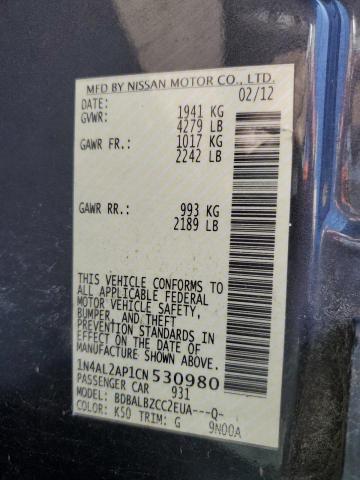 MFD BY NISSAN MOTOR CO., LTD.
DATE: 02/12
GVWR: 1941 KG
4279 LB
GAWR FR: 1017 KG
2242 LB
GAWR RR: 993 KG
2189 LB
THIS VEHICLE CONFORMS TO
ALL APPLICABLE FEDERAL
MOTOR VEHICLE SAFETY,
BUMPER, AND THEFT
PREVENTION STANDARDS IN
EFFECT ON THE DATE OF
MANUFACTURE SHOWN ABOVE.
1N4AL2AP1CN 530980
PASSENGER CAR 931
MODEL: BDBALBZCC2EUA---Q-
COLOR: K50 TRIM: G 9N00A